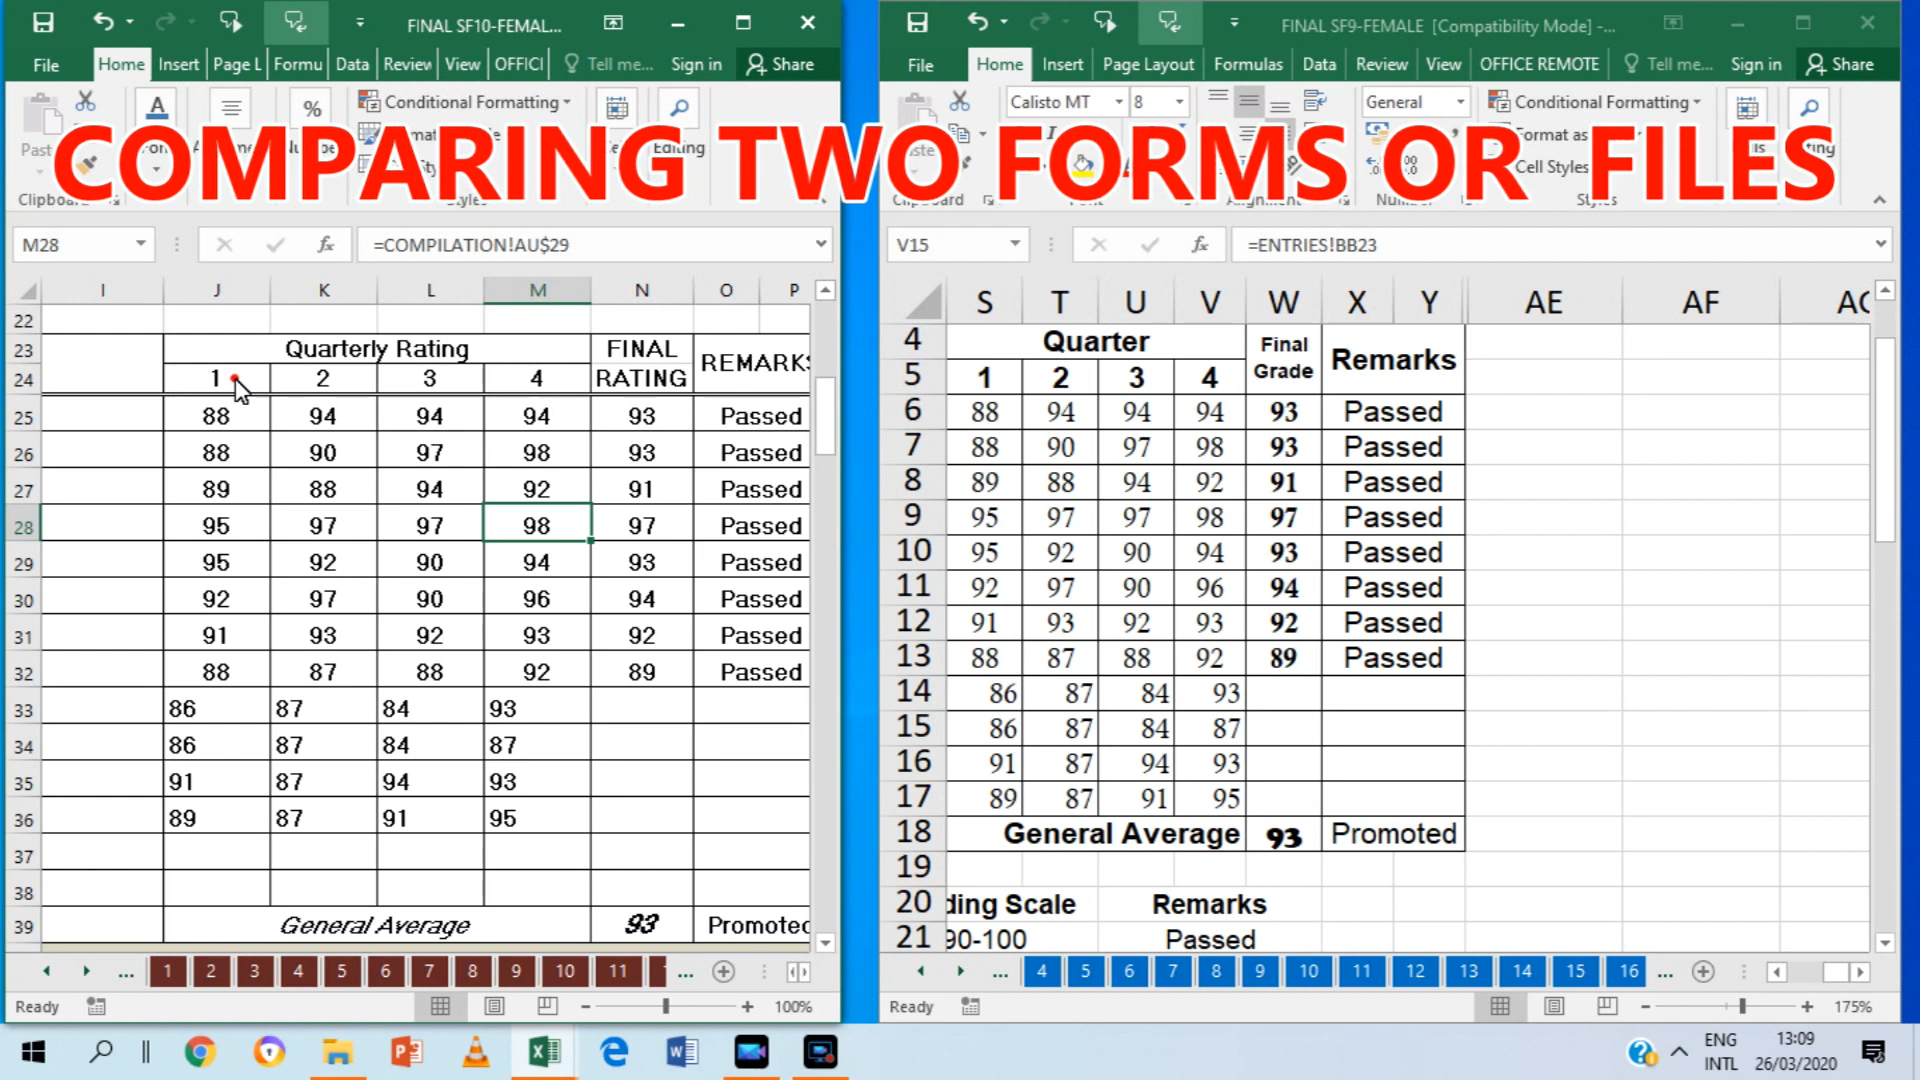 FINAL SF10-FEMAL...
File Home Insert Page L Formu Data Review View OFFICI Tell me... Sign in Share
Conditional Formatting
Clipboard Styles Editing
COMPARING TWO FORMS OR FILES
M28 fx =COMPILATION!AU$29
I J K L M N O P
22
23 Quarterly Rating FINAL
24 1 2 3 4 RATING REMARKS
25 88 94 94 94 93 Passed
26 88 90 97 98 93 Passed
27 89 88 94 92 91 Passed
28 95 97 97 98 97 Passed
29 95 92 90 94 93 Passed
30 92 97 90 96 94 Passed
31 91 93 92 93 92 Passed
32 88 87 88 92 89 Passed
33 86 87 84 93
34 86 87 84 87
35 91 87 94 93
36 89 87 91 95
37
38
39 General Average 93 Promoted
... 1 2 3 4 5 6 7 8 9 10 11 ...
Ready 100%
FINAL SF9-FEMALE [Compatibility Mode] -...
File Home Insert Page Layout Formulas Data Review View OFFICE REMOTE Tell me... Sign in Share
Calisto MT 8 General Conditional Formatting
Format as
Cell Styles
Clipboard Styles
V15 fx =ENTRIES!BB23
S T U V W X Y AE AF
4 Quarter Final Remarks
5 1 2 3 4 Grade
6 88 94 94 94 93 Passed
7 88 90 97 98 93 Passed
8 89 88 94 92 91 Passed
9 95 97 97 98 97 Passed
10 95 92 90 94 93 Passed
11 92 97 90 96 94 Passed
12 91 93 92 93 92 Passed
13 88 87 88 92 89 Passed
14 86 87 84 93
15 86 87 84 87
16 91 87 94 93
17 89 87 91 95
18 General Average 93 Promoted
19
20 ding Scale Remarks
21 90-100 Passed
... 4 5 6 7 8 9 10 11 12 13 14 15 16 ...
Ready 175%
ENG 13:09
INTL 26/03/2020